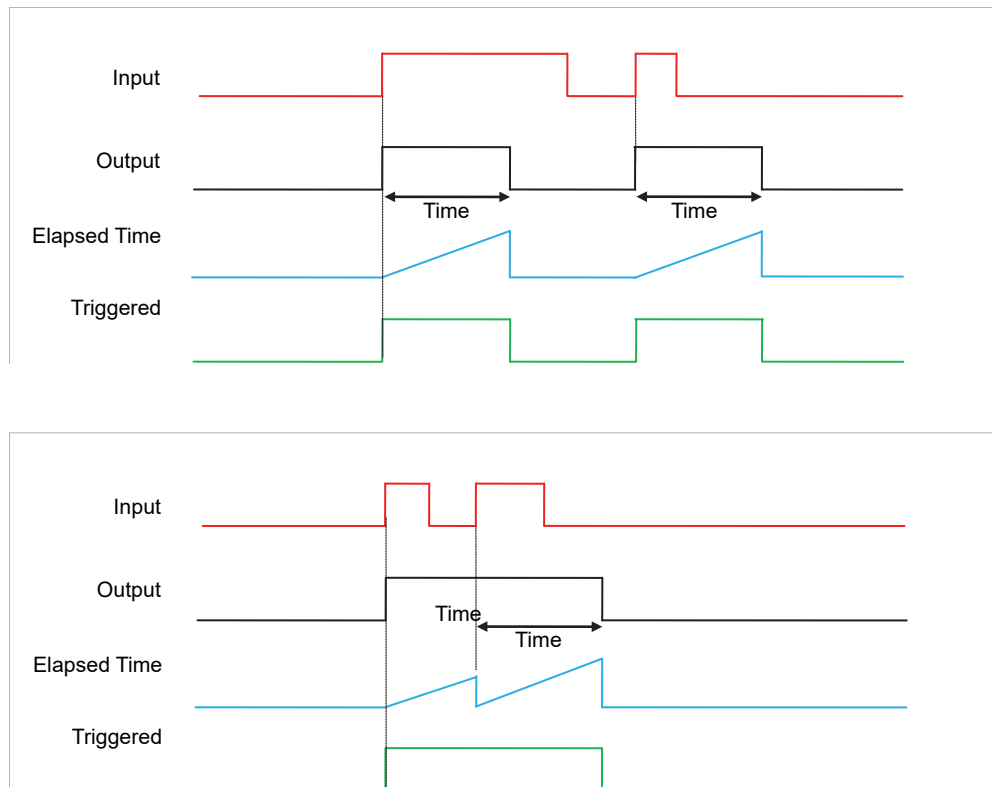 Input
Output
Time
Time
Elapsed Time
Triggered
Input
Output
Time
Time
Elapsed Time
Triggered